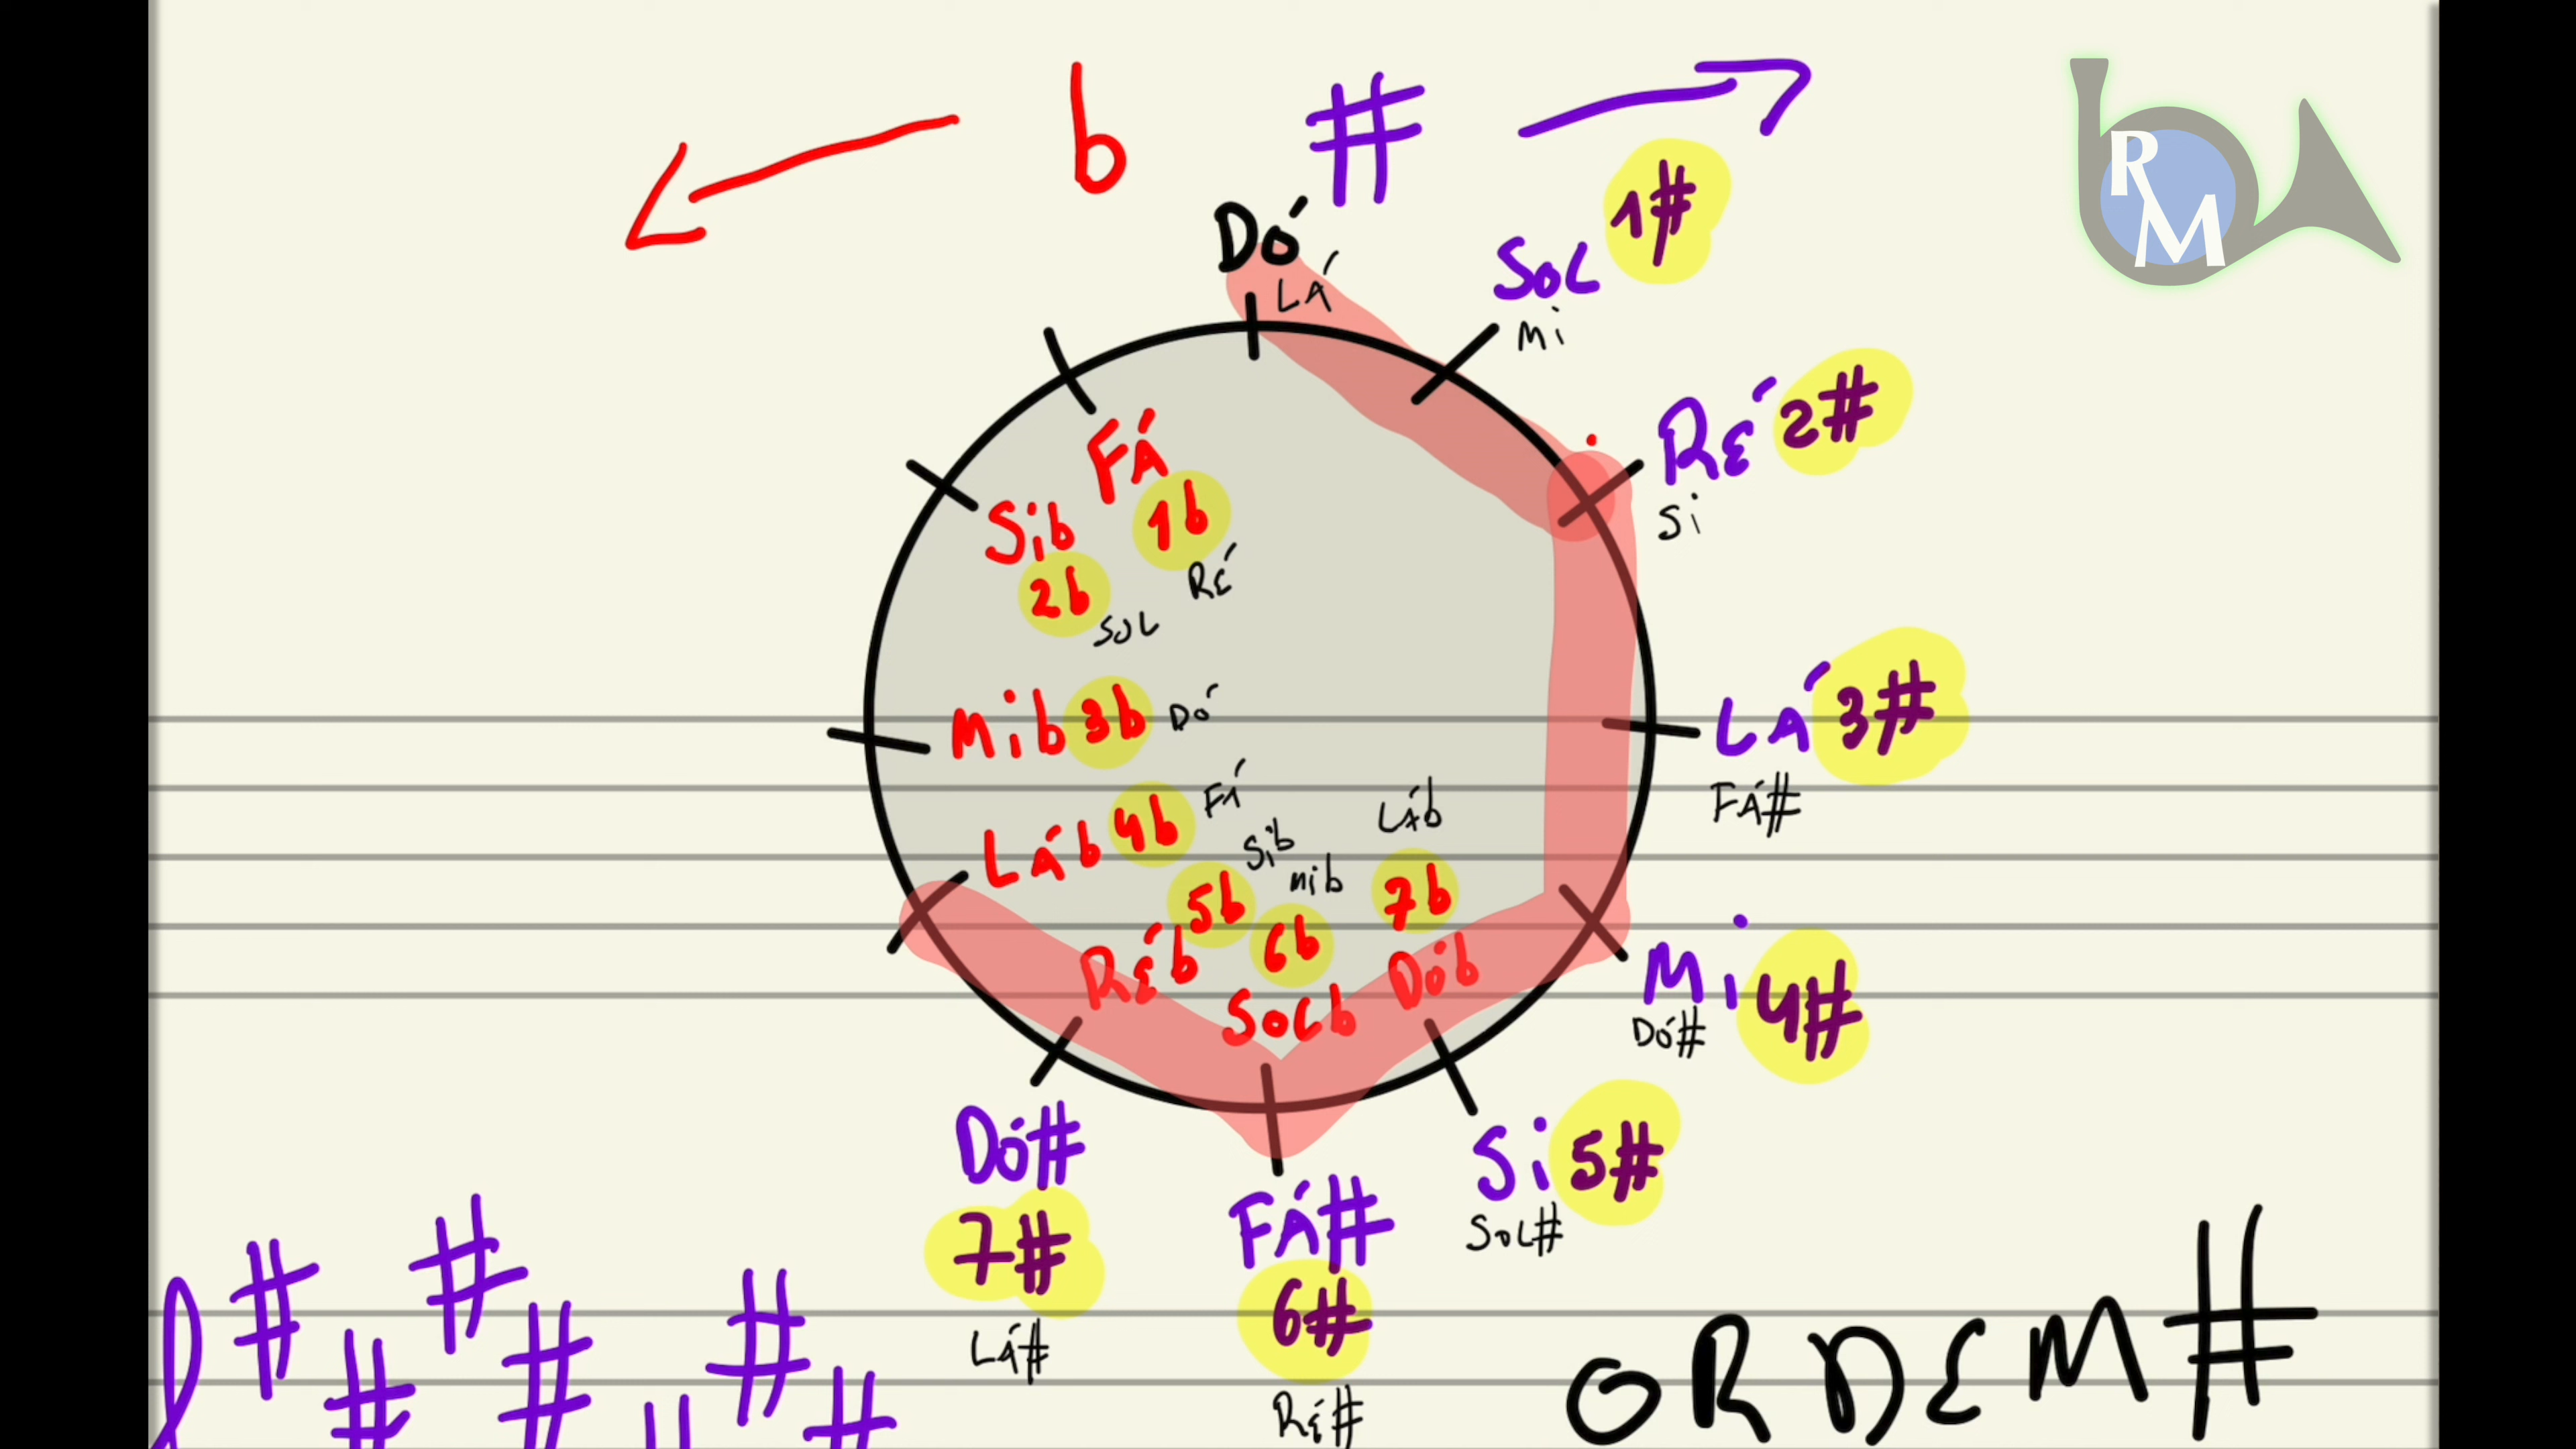 b #
RM
DÓ
LÁ
SOL 1#
Mi
RÉ 2#
Si
LÁ 3#
FÁ#
Mi 4#
DÓ#
Si 5#
SOL#
FÁ# 6#
RÉ#
DÓ# 7#
LÁ#
FÁ
1b
RÉ
Sib
2b
SOL
Mib 3b DÓ
LÁb 4b FÁ
RÉb 5b Sib
SOLb 6b mib
DÓb 7b LÁb
# # # # # #
ORDEM #